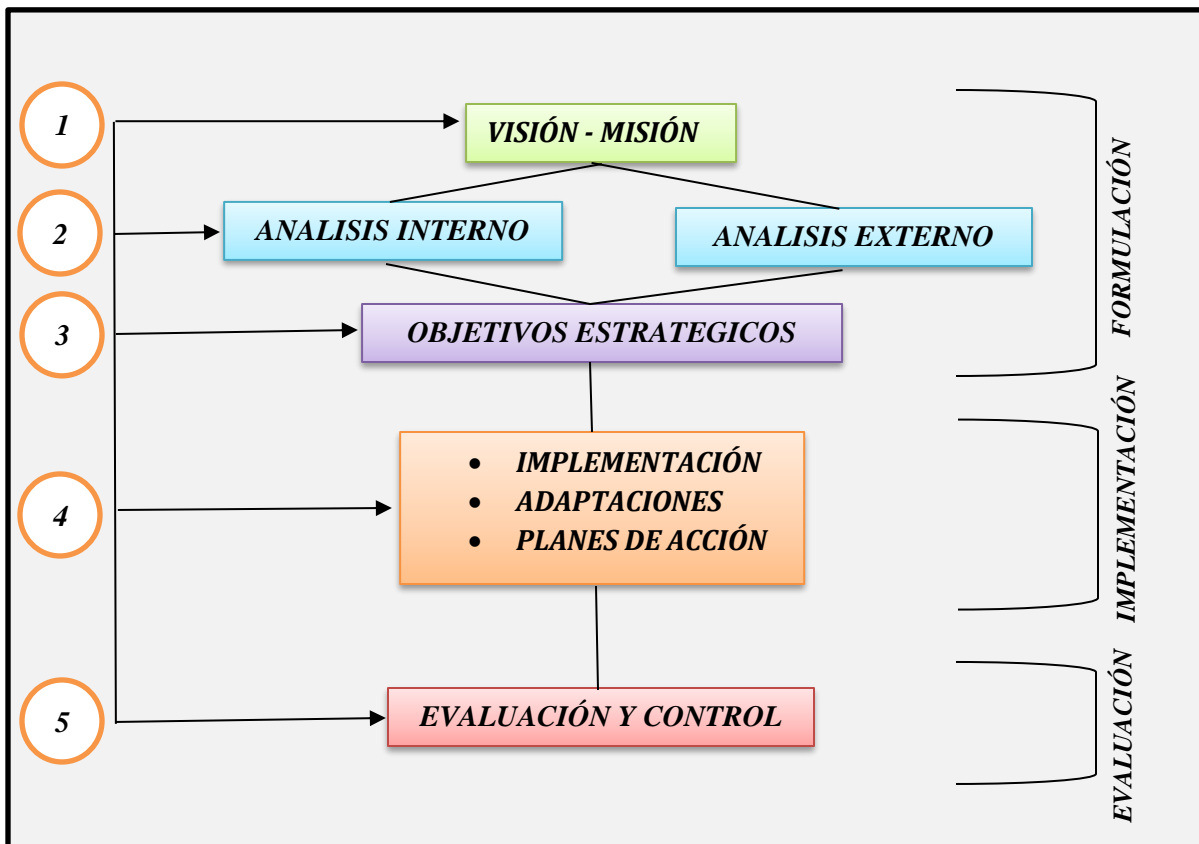 1
VISIÓN - MISIÓN
2
ANALISIS INTERNO
ANALISIS EXTERNO
3
OBJETIVOS ESTRATEGICOS
FORMULACIÓN
4
• IMPLEMENTACIÓN
• ADAPTACIONES
• PLANES DE ACCIÓN
IMPLEMENTACIÓN
5
EVALUACIÓN Y CONTROL
EVALUACIÓN